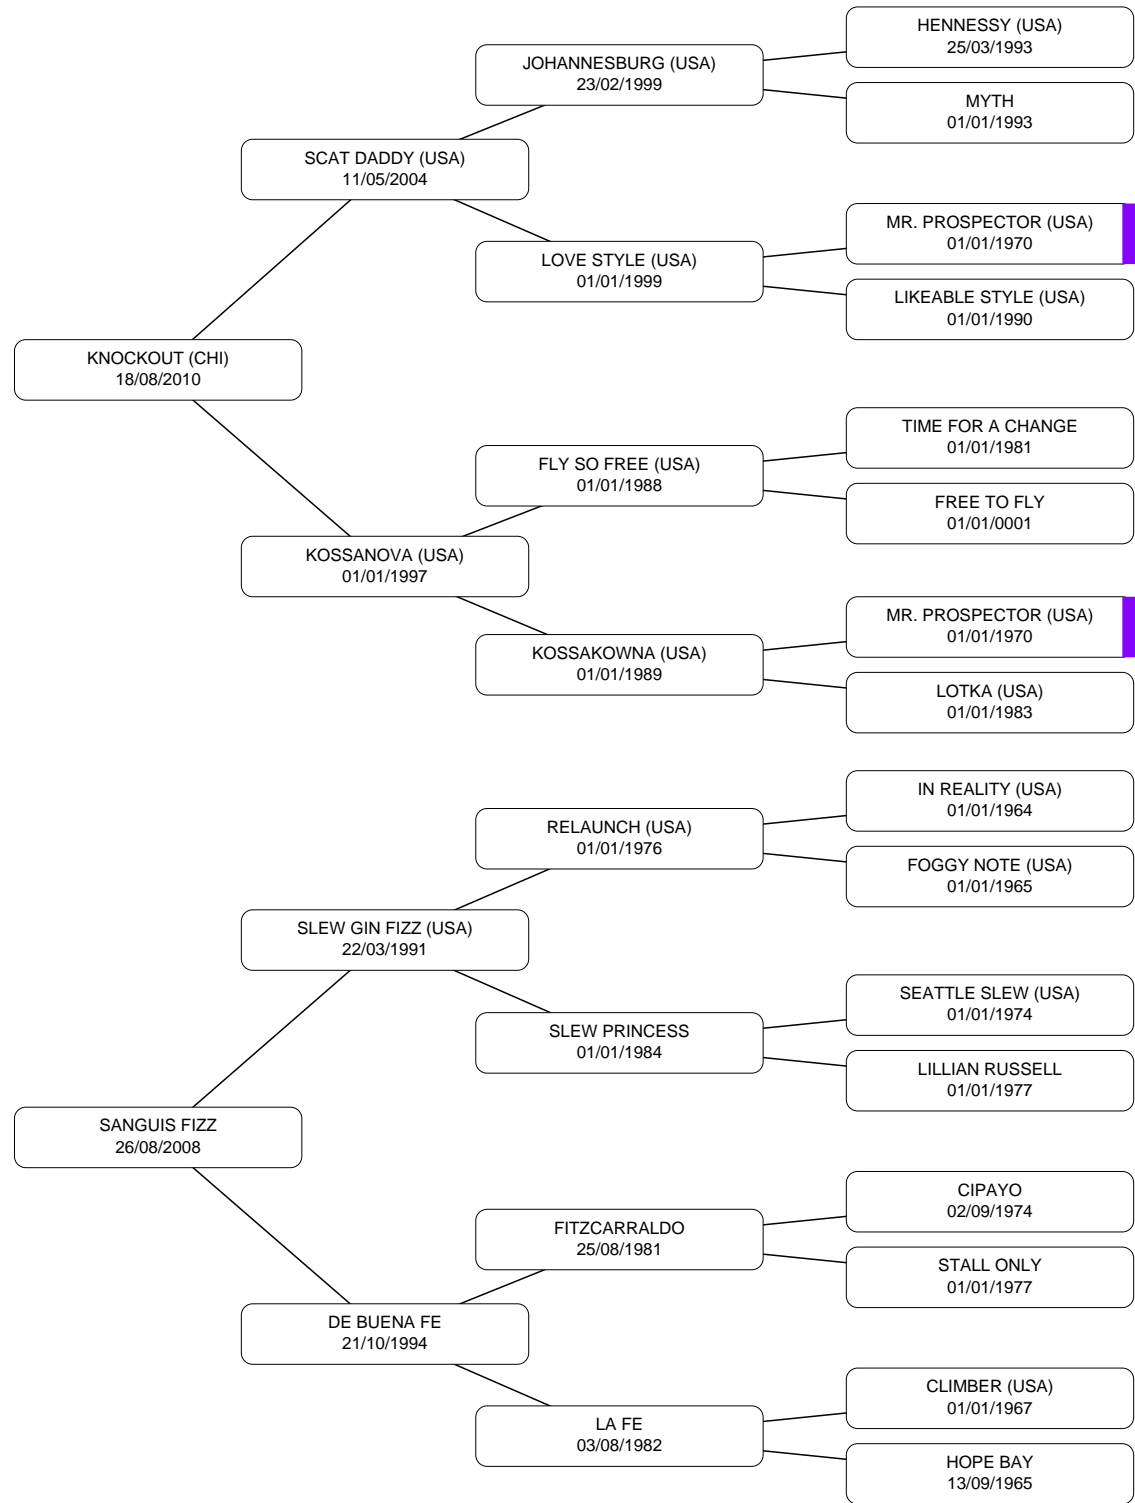 HENNESSY (USA)
25/03/1993
JOHANNESBURG (USA)
23/02/1999
MYTH
01/01/1993
SCAT DADDY (USA)
11/05/2004
MR. PROSPECTOR (USA)
01/01/1970
LOVE STYLE (USA)
01/01/1999
LIKEABLE STYLE (USA)
01/01/1990
KNOCKOUT (CHI)
18/08/2010
TIME FOR A CHANGE
01/01/1981
FLY SO FREE (USA)
01/01/1988
FREE TO FLY
01/01/0001
KOSSANOVA (USA)
01/01/1997
MR. PROSPECTOR (USA)
01/01/1970
KOSSAKOWNA (USA)
01/01/1989
LOTKA (USA)
01/01/1983
IN REALITY (USA)
01/01/1964
RELAUNCH (USA)
01/01/1976
FOGGY NOTE (USA)
01/01/1965
SLEW GIN FIZZ (USA)
22/03/1991
SEATTLE SLEW (USA)
01/01/1974
SLEW PRINCESS
01/01/1984
LILLIAN RUSSELL
01/01/1977
SANGUIS FIZZ
26/08/2008
CIPAYO
02/09/1974
FITZCARRALDO
25/08/1981
STALL ONLY
01/01/1977
DE BUENA FE
21/10/1994
CLIMBER (USA)
01/01/1967
LA FE
03/08/1982
HOPE BAY
13/09/1965